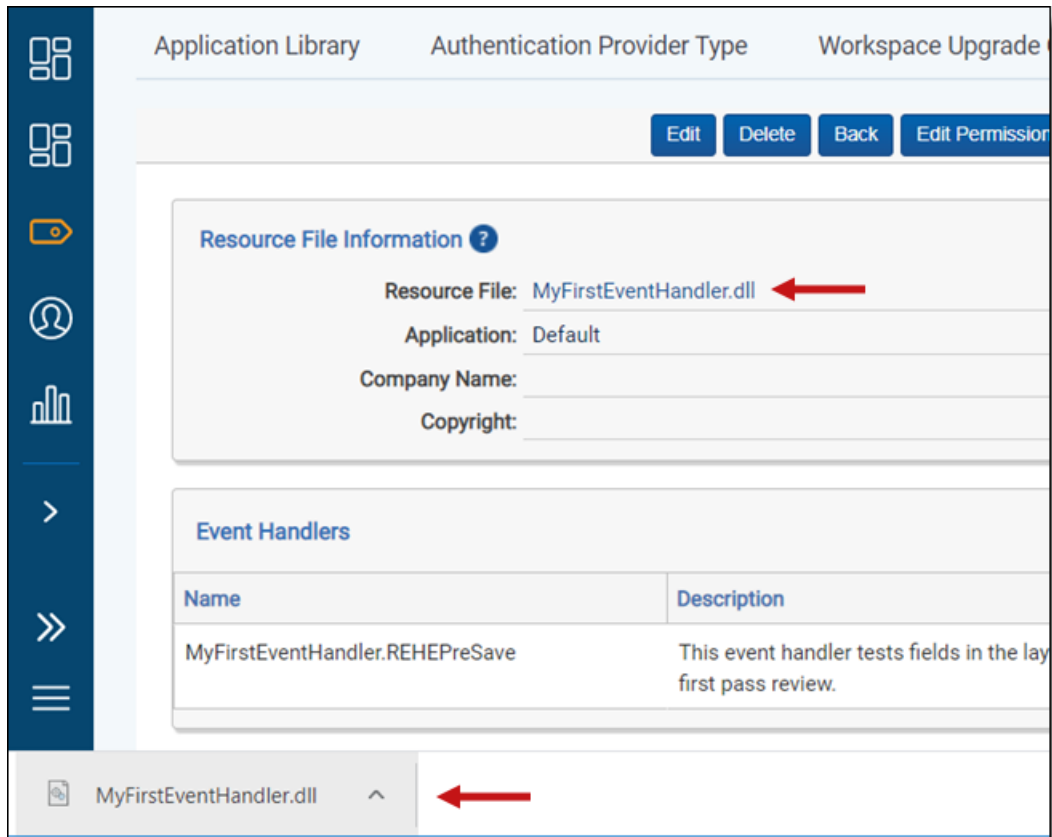 Application Library Authentication Provider Type Workspace Upgrade
Edit Delete Back Edit Permission
Resource File Information ?
Resource File: MyFirstEventHandler.dll
Application: Default
Company Name:
Copyright:
Event Handlers
Name Description
MyFirstEventHandler.REHEPreSave This event handler tests fields in the lay
first pass review.
MyFirstEventHandler.dll